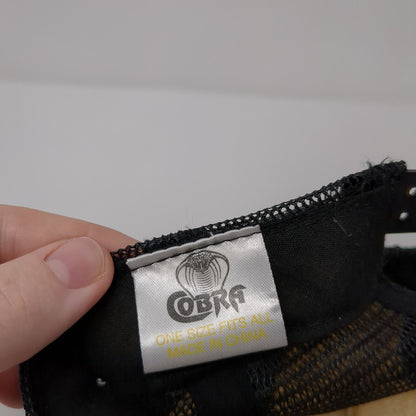 COBRA
ONE SIZE FITS ALL
MADE IN CHINA